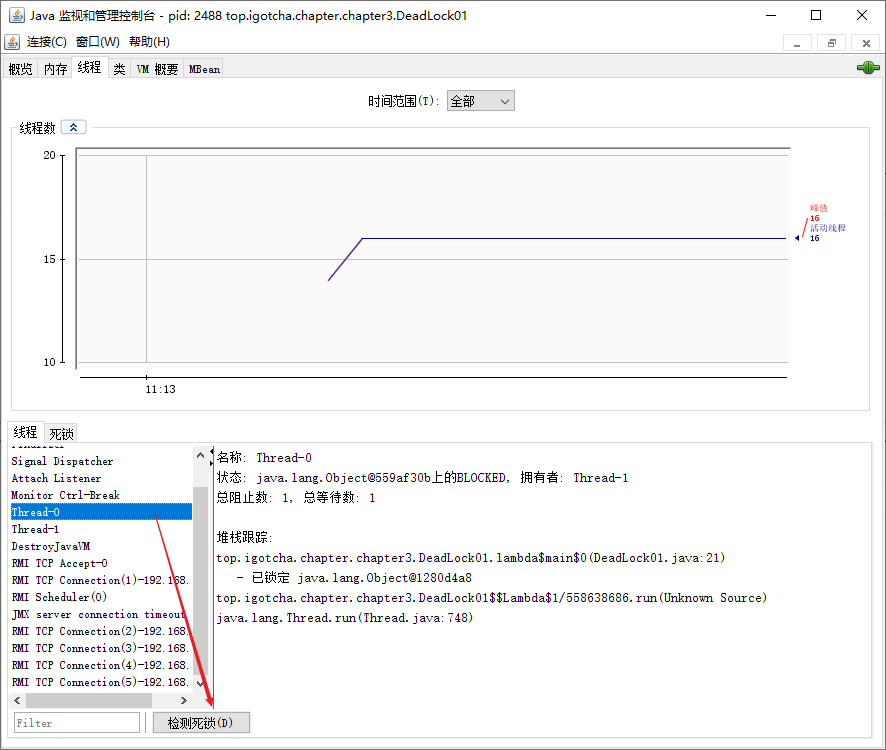 Java 监视和管理控制台 - pid: 2488 top.igotcha.chapter.chapter3.DeadLock01
连接(C) 窗口(W) 帮助(H)
概览 内存 线程 类 VM 概要 MBean
时间范围(T): 全部
线程数
20
15
10
11:13
峰值
16
活动线程
16
线程 死锁
Finalizer
Signal Dispatcher
Attach Listener
Monitor Ctrl-Break
Thread-0
Thread-1
DestroyJavaVM
RMI TCP Accept-0
RMI TCP Connection(1)-192.168.
RMI Scheduler(0)
JMX server connection timeout
RMI TCP Connection(2)-192.168.
RMI TCP Connection(3)-192.168.
RMI TCP Connection(4)-192.168.
RMI TCP Connection(5)-192.168.
Filter
检测死锁(D)
名称: Thread-0
状态: java.lang.Object@559af30b上的BLOCKED, 拥有者: Thread-1
总阻止数: 1, 总等待数: 1
堆栈跟踪:
top.igotcha.chapter.chapter3.DeadLock01.lambda$main$0(DeadLock01.java:21)
- 已锁定 java.lang.Object@1280d4a8
top.igotcha.chapter.chapter3.DeadLock01$$Lambda$1/558638686.run(Unknown Source)
java.lang.Thread.run(Thread.java:748)